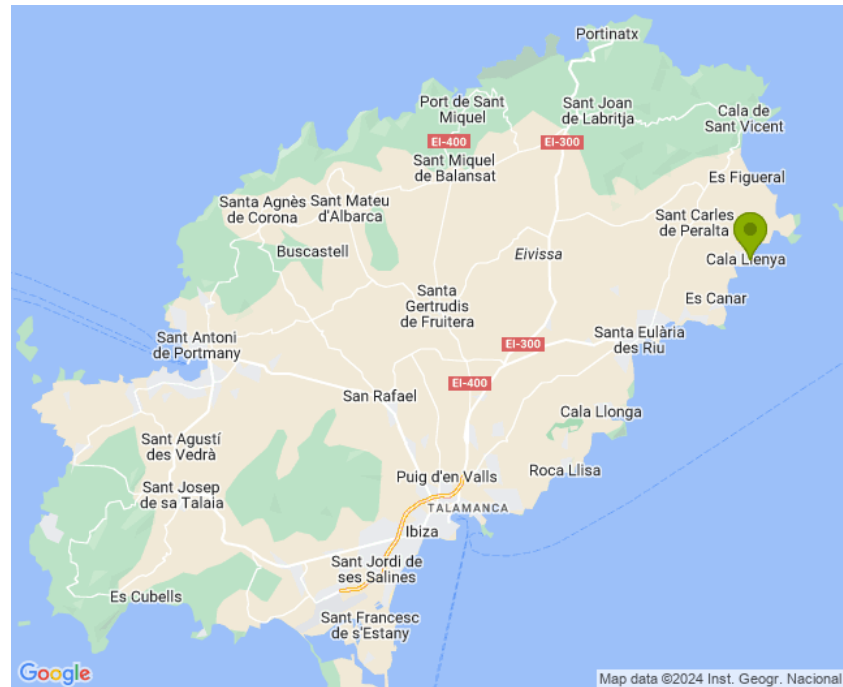 Portinatx
Port de Sant
Miquel
Sant Joan
de Labritja
Cala de
Sant Vicent
EI-400
EI-300
Sant Miquel
de Balansat
Es Figueral
Santa Agnès
de Corona
Sant Mateu
d'Albarca
Sant Carles
de Peralta
Buscastell
Eivissa
Cala Llenya
Santa
Gertrudis
de Fruitera
Es Canar
Sant Antoni
de Portmany
Santa Eulària
des Riu
EI-300
EI-400
San Rafael
Cala Llonga
Sant Agustí
des Vedrà
Roca Llisa
Puig d'en Valls
Sant Josep
de sa Talaia
TALAMANCA
Ibiza
Sant Jordi de
ses Salines
Es Cubells
Sant Francesc
de s'Estany
Google
Map data ©2024 Inst. Geogr. Nacional